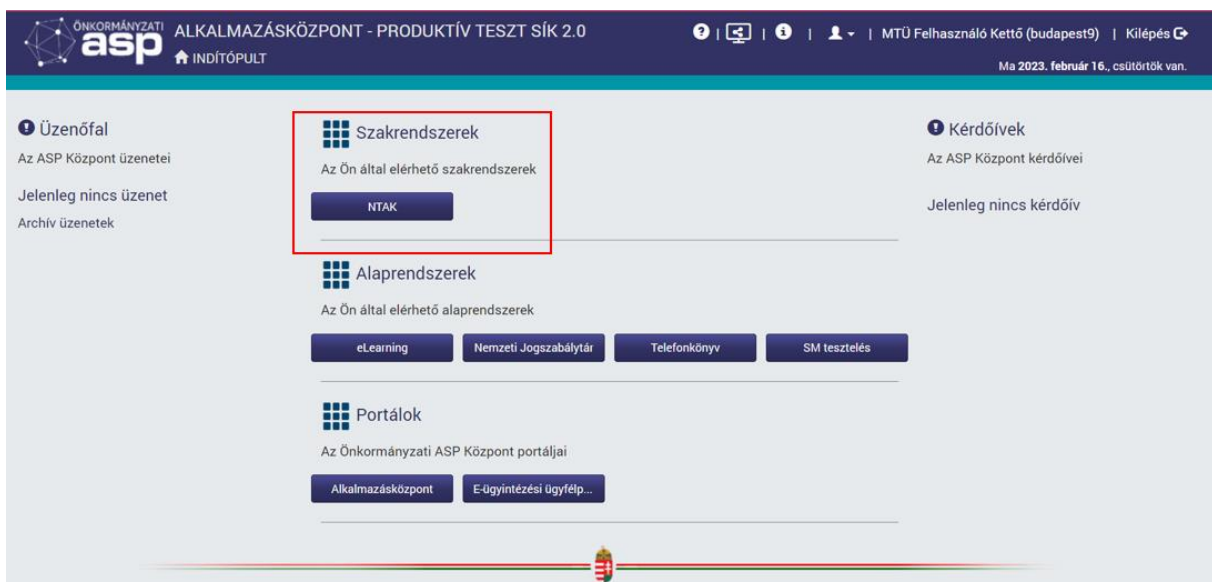 ÖNKORMÁNYZATI
asp
ALKALMAZÁSKÖZPONT - PRODUKTÍV TESZT SÍK 2.0
INDÍTÓPULT
| | | | MTÜ Felhasználó Kettő (budapest9) | Kilépés
Ma 2023. február 16., csütörtök van.
Üzenőfal
Az ASP Központ üzenetei
Jelenleg nincs üzenet
Archív üzenetek
Szakrendszerek
Az Ön által elérhető szakrendszerek
NTAK
Alaprendszerek
Az Ön által elérhető alaprendszerek
eLearning Nemzeti Jogszabálytár Telefonkönyv SM tesztelés
Portálok
Az Önkormányzati ASP Központ portáljai
Alkalmazásközpont E-ügyintézési ügyfélp...
Kérdőívek
Az ASP Központ kérdőívei
Jelenleg nincs kérdőív